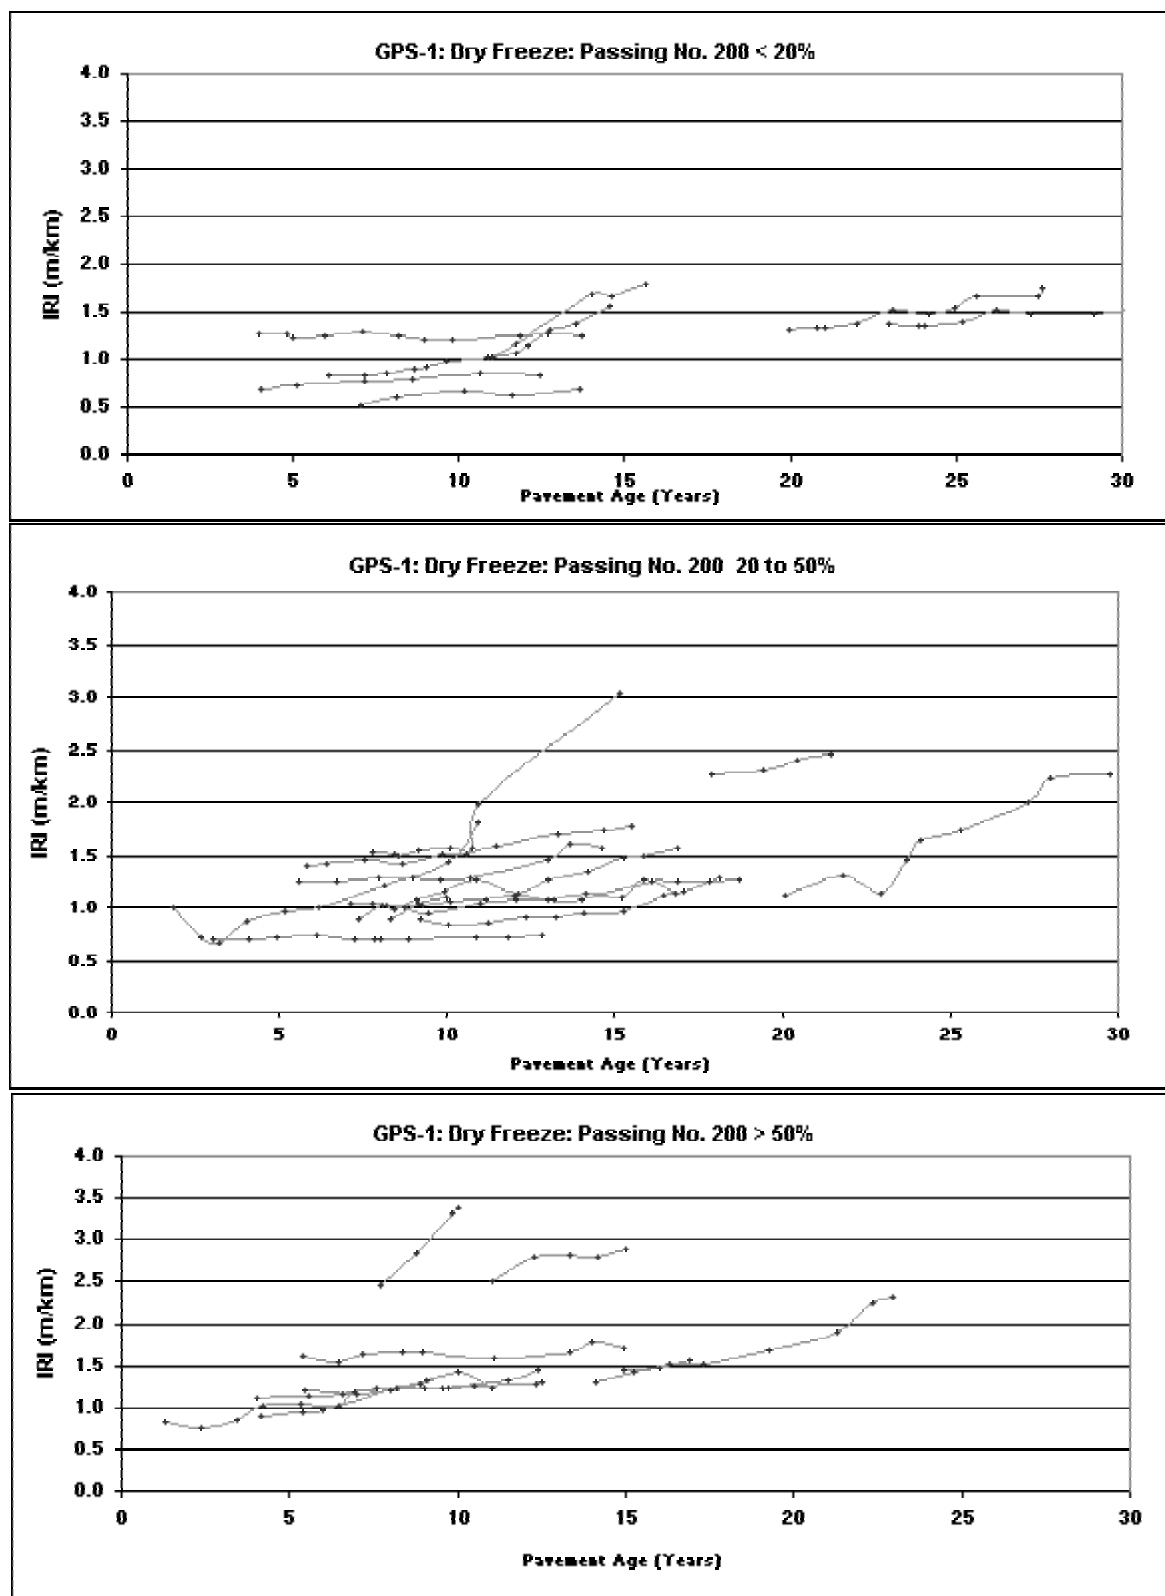 GPS-1: Dry Freeze: Passing No. 200 < 20%
4.0
3.5
3.0
2.5
2.0
1.5
1.0
0.5
0.0
IRI (m/km)
0 5 10 15 20 25 30
Pavement Age (Years)
GPS-1: Dry Freeze: Passing No. 200 20 to 50%
4.0
3.5
3.0
2.5
2.0
1.5
1.0
0.5
0.0
IRI (m/km)
0 5 10 15 20 25 30
Pavement Age (Years)
GPS-1: Dry Freeze: Passing No. 200 > 50%
4.0
3.5
3.0
2.5
2.0
1.5
1.0
0.5
0.0
IRI (m/km)
0 5 10 15 20 25 30
Pavement Age (Years)